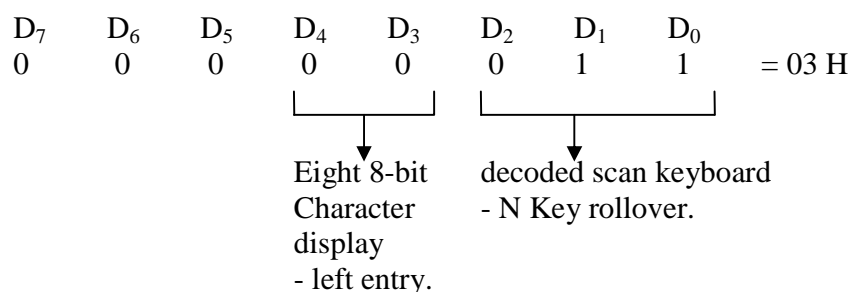 D₇ D₆ D₅ D₄ D₃ D₂ D₁ D₀
0 0 0 0 0 0 1 1 = 03 H
Eight 8-bit
Character
display
- left entry.
decoded scan keyboard
- N Key rollover.